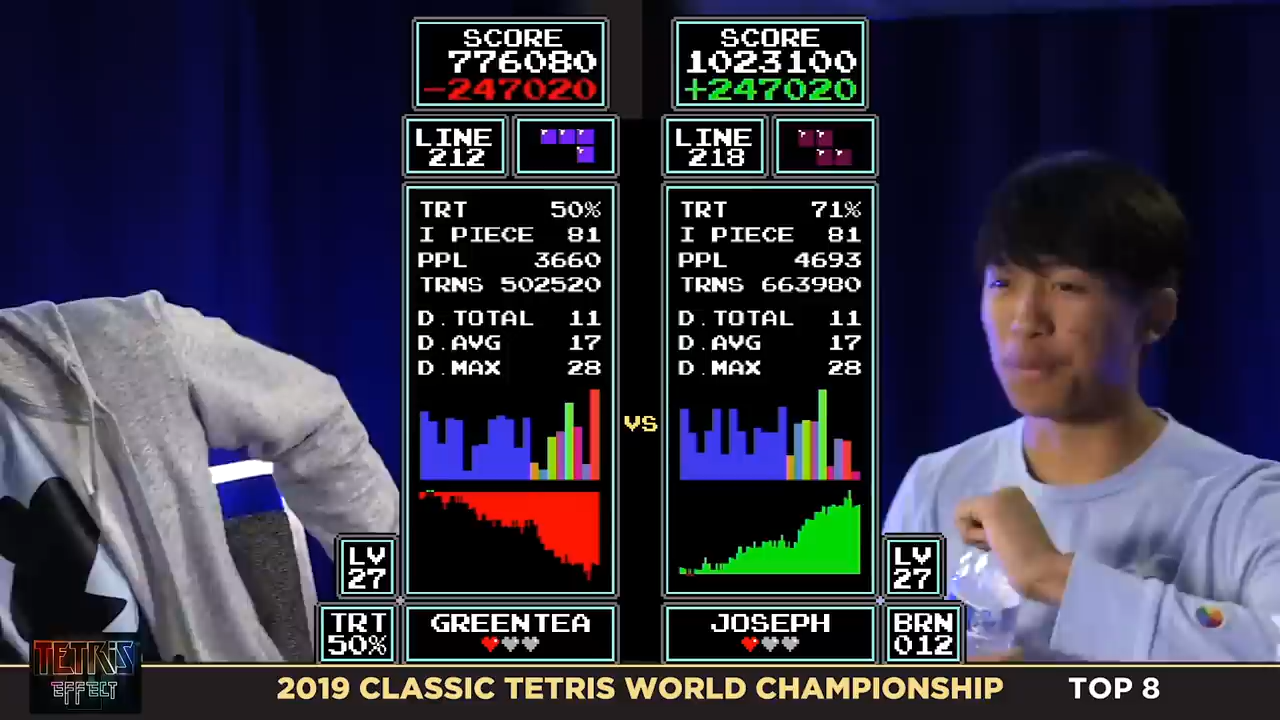 SCORE
776080
-247020
LINE
212
TRT 50%
I PIECE 81
PPL 3660
TRNS 502520
D.TOTAL 11
D.AVG 17
D.MAX 28
LV
27
TRT
50%
GREENTEA
VS
SCORE
1023100
+247020
LINE
218
TRT 71%
I PIECE 81
PPL 4693
TRNS 663980
D.TOTAL 11
D.AVG 17
D.MAX 28
LV
27
JOSEPH
BRN
012
TETRIS
EFFECT
2019 CLASSIC TETRIS WORLD CHAMPIONSHIP
TOP 8